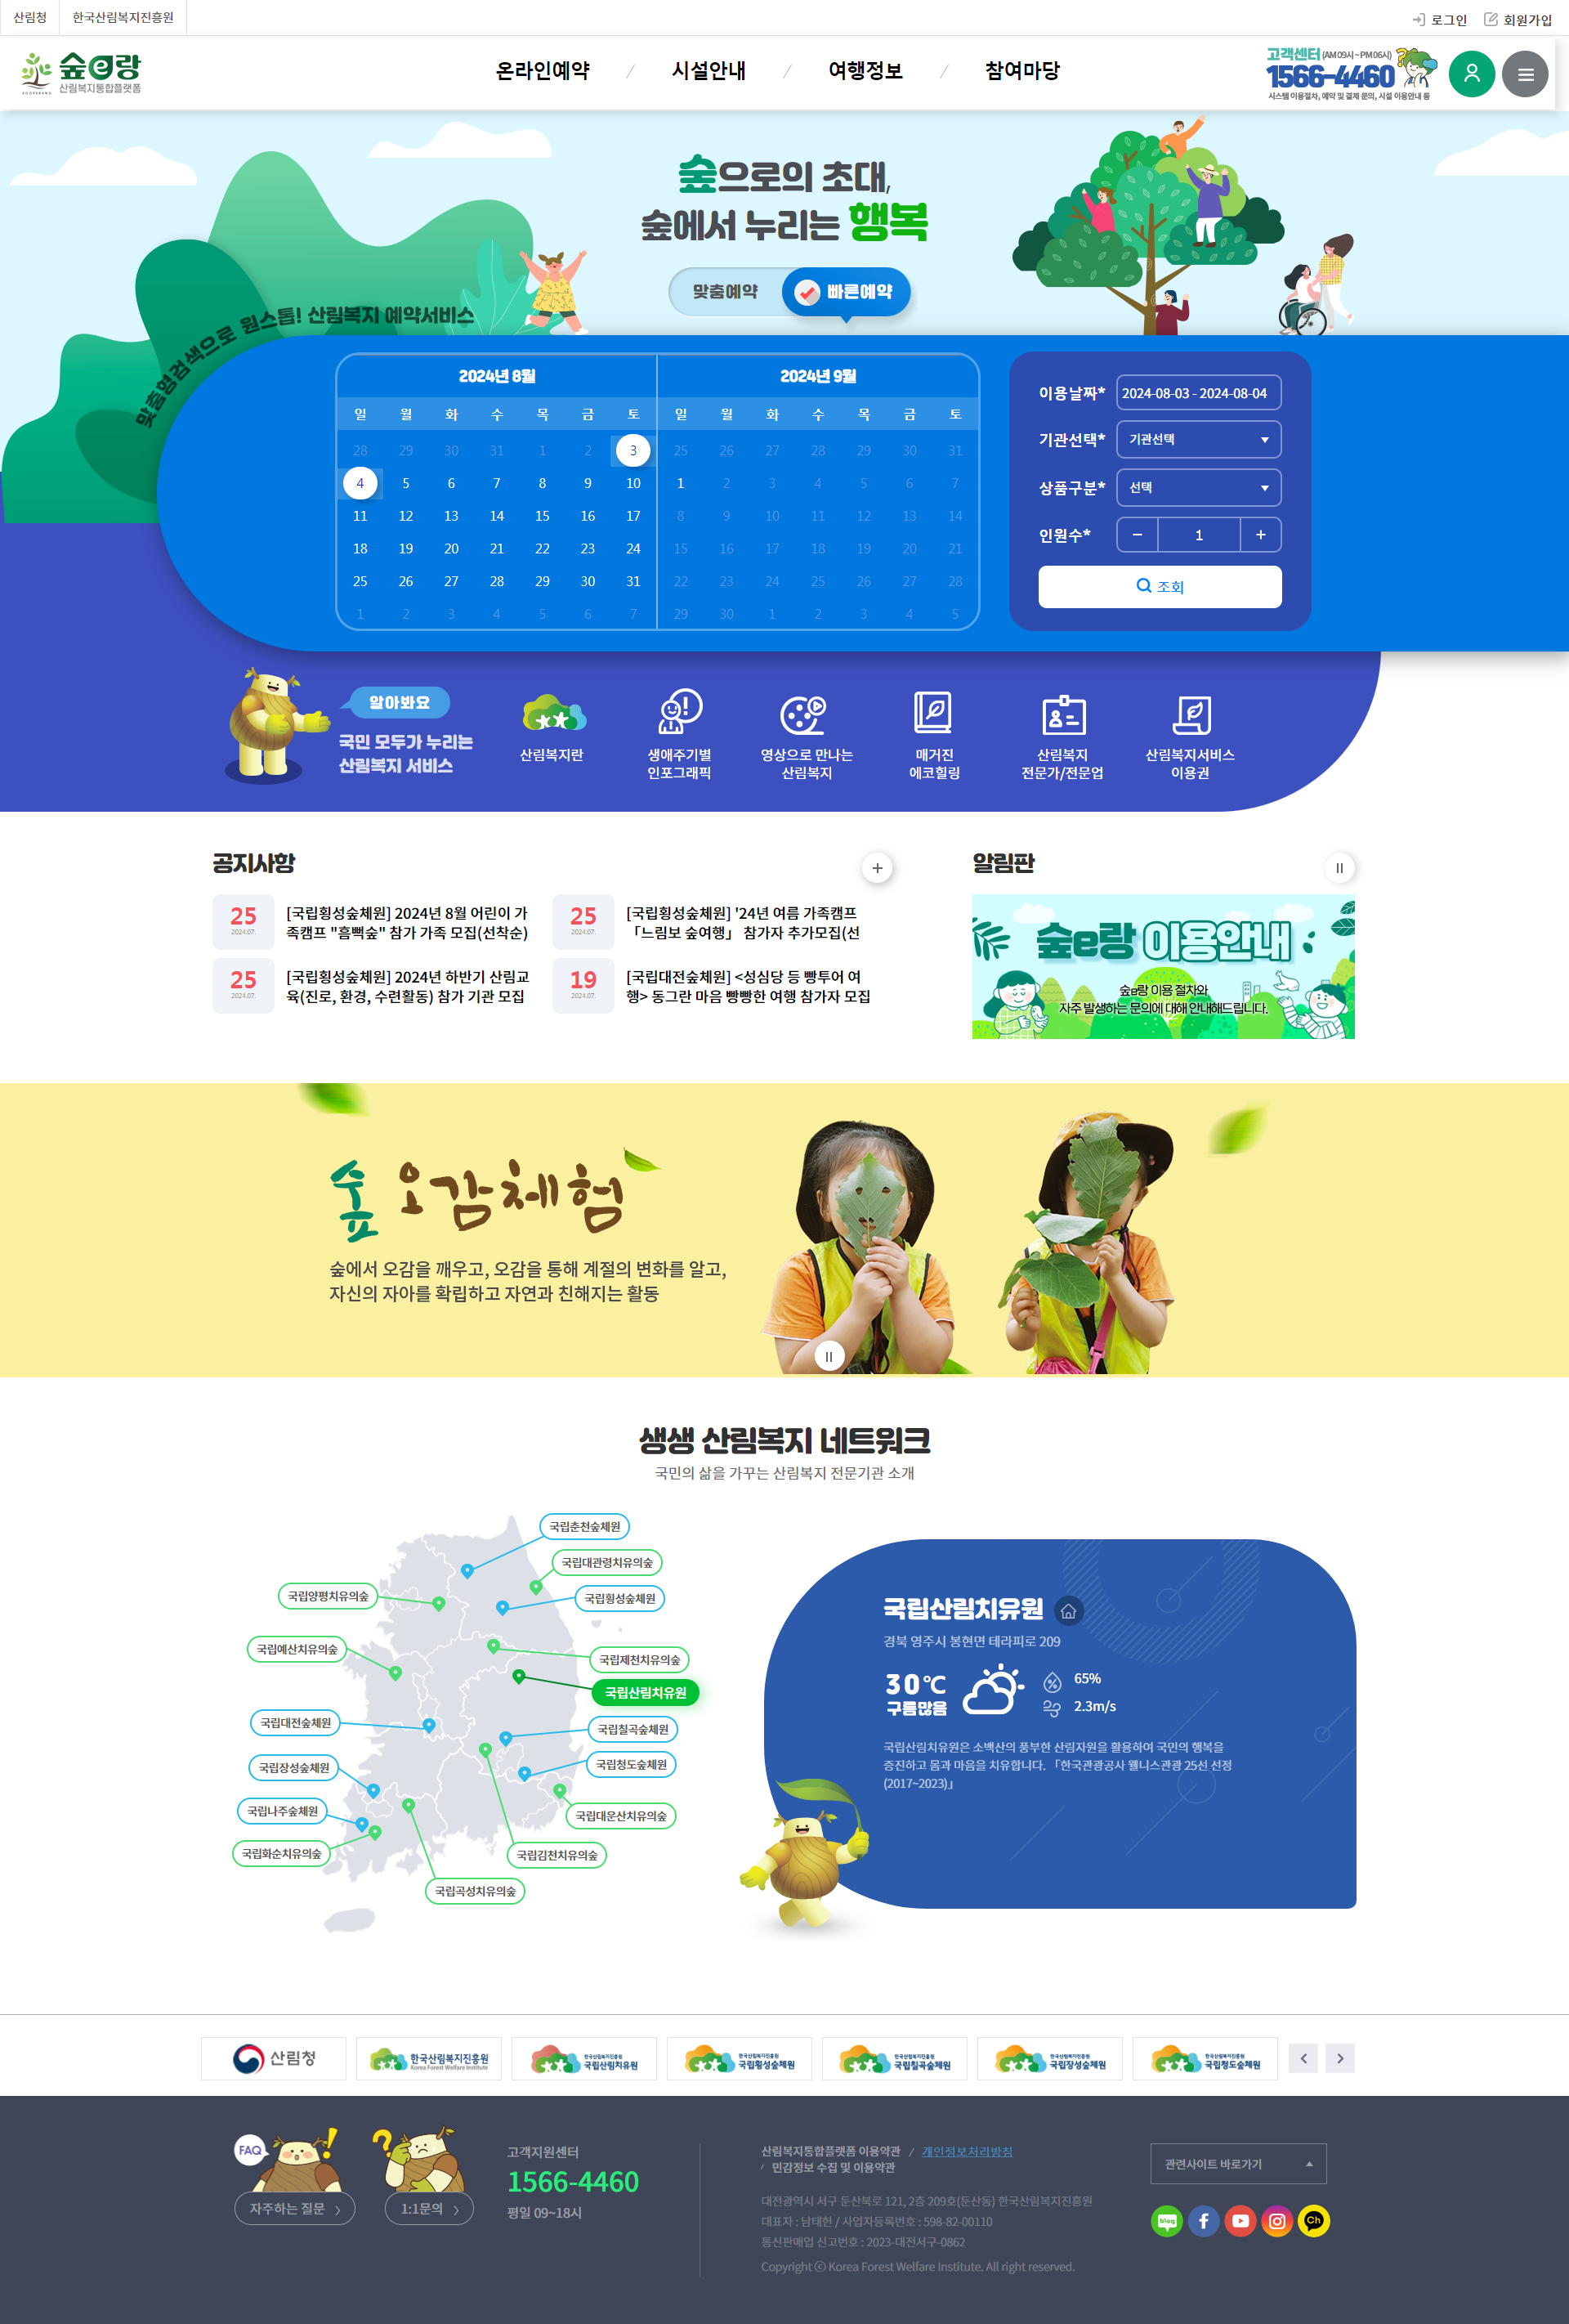 산림청 한국산림복지진흥원
로그인 회원가입
숲e랑
산림복지통합플랫폼
온라인예약 / 시설안내 / 여행정보 / 참여마당
고객센터 (AM 09시~PM 06시)
1566-4460
시스템 이용절차, 예약 및 결제 문의, 시설 이용안내 등
숲으로의 초대,
숲에서 누리는 행복
맞춤예약 빠른예약
맞춤형검색으로 원스톱! 산림복지 예약서비스
2024년 8월
일 월 화 수 목 금 토
28 29 30 31 1 2 3
4 5 6 7 8 9 10
11 12 13 14 15 16 17
18 19 20 21 22 23 24
25 26 27 28 29 30 31
1 2 3 4 5 6 7
2024년 9월
일 월 화 수 목 금 토
25 26 27 28 29 30 31
1 2 3 4 5 6 7
8 9 10 11 12 13 14
15 16 17 18 19 20 21
22 23 24 25 26 27 28
29 30 1 2 3 4 5
이용날짜* 2024-08-03 - 2024-08-04
기관선택* 기관선택
상품구분* 선택
인원수* − 1 +
조회
알아봐요
국민 모두가 누리는
산림복지 서비스
산림복지란
생애주기별
인포그래픽
영상으로 만나는
산림복지
매거진
에코힐링
산림복지
전문가/전문업
산림복지서비스
이용권
공지사항
25
2024.07.
[국립횡성숲체원] 2024년 8월 어린이 가
족캠프 "흠뻑숲" 참가 가족 모집(선착순)
25
2024.07.
[국립횡성숲체원] '24년 여름 가족캠프
「느림보 숲여행」 참가자 추가모집(선
25
2024.07.
[국립횡성숲체원] 2024년 하반기 산림교
육(진로, 환경, 수련활동) 참가 기관 모집
19
2024.07.
[국립대전숲체원] <성심당 등 빵투어 여
행> 동그란 마음 빵빵한 여행 참가자 모집
알림판
숲e랑 이용안내
숲e랑 이용 절차와
자주 발생하는 문의에 대해 안내해드립니다.
숲 오감체험
숲에서 오감을 깨우고, 오감을 통해 계절의 변화를 알고,
자신의 자아를 확립하고 자연과 친해지는 활동
생생 산림복지 네트워크
국민의 삶을 가꾸는 산림복지 전문기관 소개
국립춘천숲체원
국립대관령치유의숲
국립양평치유의숲
국립횡성숲체원
국립예산치유의숲
국립제천치유의숲
국립산림치유원
국립대전숲체원
국립칠곡숲체원
국립장성숲체원
국립청도숲체원
국립나주숲체원
국립대운산치유의숲
국립화순치유의숲
국립김천치유의숲
국립곡성치유의숲
국립산림치유원
경북 영주시 봉현면 테라피로 209
30℃
구름많음
65%
2.3m/s
국립산림치유원은 소백산의 풍부한 산림자원을 활용하여 국민의 행복을
증진하고 몸과 마음을 치유합니다. 「한국관광공사 웰니스관광 25선 선정
(2017~2023)」
산림청
한국산림복지진흥원
Korea Forest Welfare Institute
한국산림복지진흥원
국립산림치유원
한국산림복지진흥원
국립횡성숲체원
한국산림복지진흥원
국립칠곡숲체원
한국산림복지진흥원
국립장성숲체원
한국산림복지진흥원
국립청도숲체원
FAQ
자주하는 질문
1:1문의
고객지원센터
1566-4460
평일 09~18시
산림복지통합플랫폼 이용약관 / 개인정보처리방침
/ 민감정보 수집 및 이용약관
대전광역시 서구 둔산북로 121, 2층 209호(둔산동) 한국산림복지진흥원
대표자 : 남태헌 / 사업자등록번호 : 598-82-00110
통신판매업 신고번호 : 2023-대전서구-0862
Copyright ⓒ Korea Forest Welfare Institute. All right reserved.
관련사이트 바로가기
blog
Ch